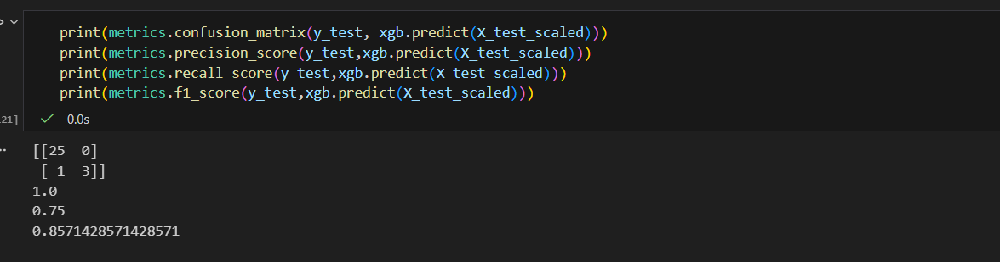 print(metrics.confusion_matrix(y_test, xgb.predict(X_test_scaled)))
print(metrics.precision_score(y_test,xgb.predict(X_test_scaled)))
print(metrics.recall_score(y_test,xgb.predict(X_test_scaled)))
print(metrics.f1_score(y_test,xgb.predict(X_test_scaled)))
21] 0.0s
[[25  0]
 [ 1  3]]
1.0
0.75
0.8571428571428571